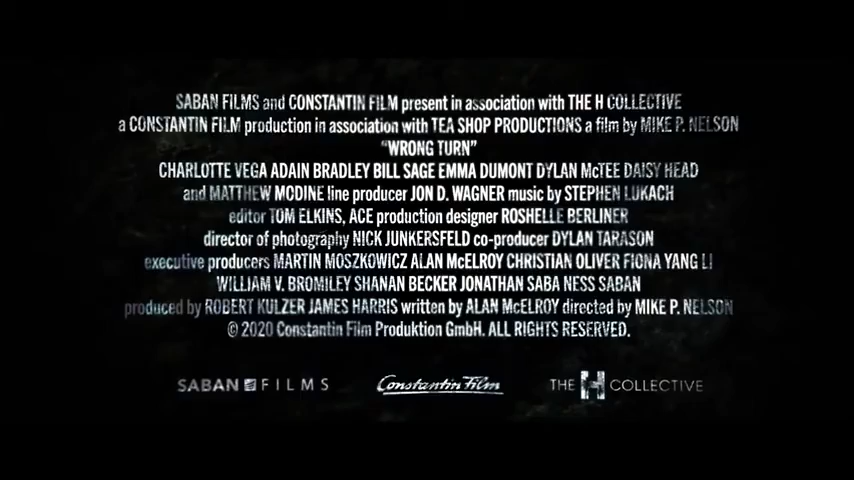 SABAN FILMS and CONSTANTIN FILM present in association with THE H COLLECTIVE
a CONSTANTIN FILM production in association with TEA SHOP PRODUCTIONS a film by MIKE P. NELSON
"WRONG TURN"
CHARLOTTE VEGA ADAIN BRADLEY BILL SAGE EMMA DUMONT DYLAN McTEE DAISY HEAD
and MATTHEW MODINE line producer JON D. WAGNER music by STEPHEN LUKACH
editor TOM ELKINS, ACE production designer ROSHELLE BERLINER
director of photography NICK JUNKERSFELD co-producer DYLAN TARASON
executive producers MARTIN MOSZKOWICZ ALAN McELROY CHRISTIAN OLIVER FIONA YANG LI
WILLIAM V. BROMILEY SHANAN BECKER JONATHAN SABA NESS SABAN
produced by ROBERT KULZER JAMES HARRIS written by ALAN McELROY directed by MIKE P. NELSON
© 2020 Constantin Film Produktion GmbH. ALL RIGHTS RESERVED.
SABAN FILMS Constantin Film THE H COLLECTIVE